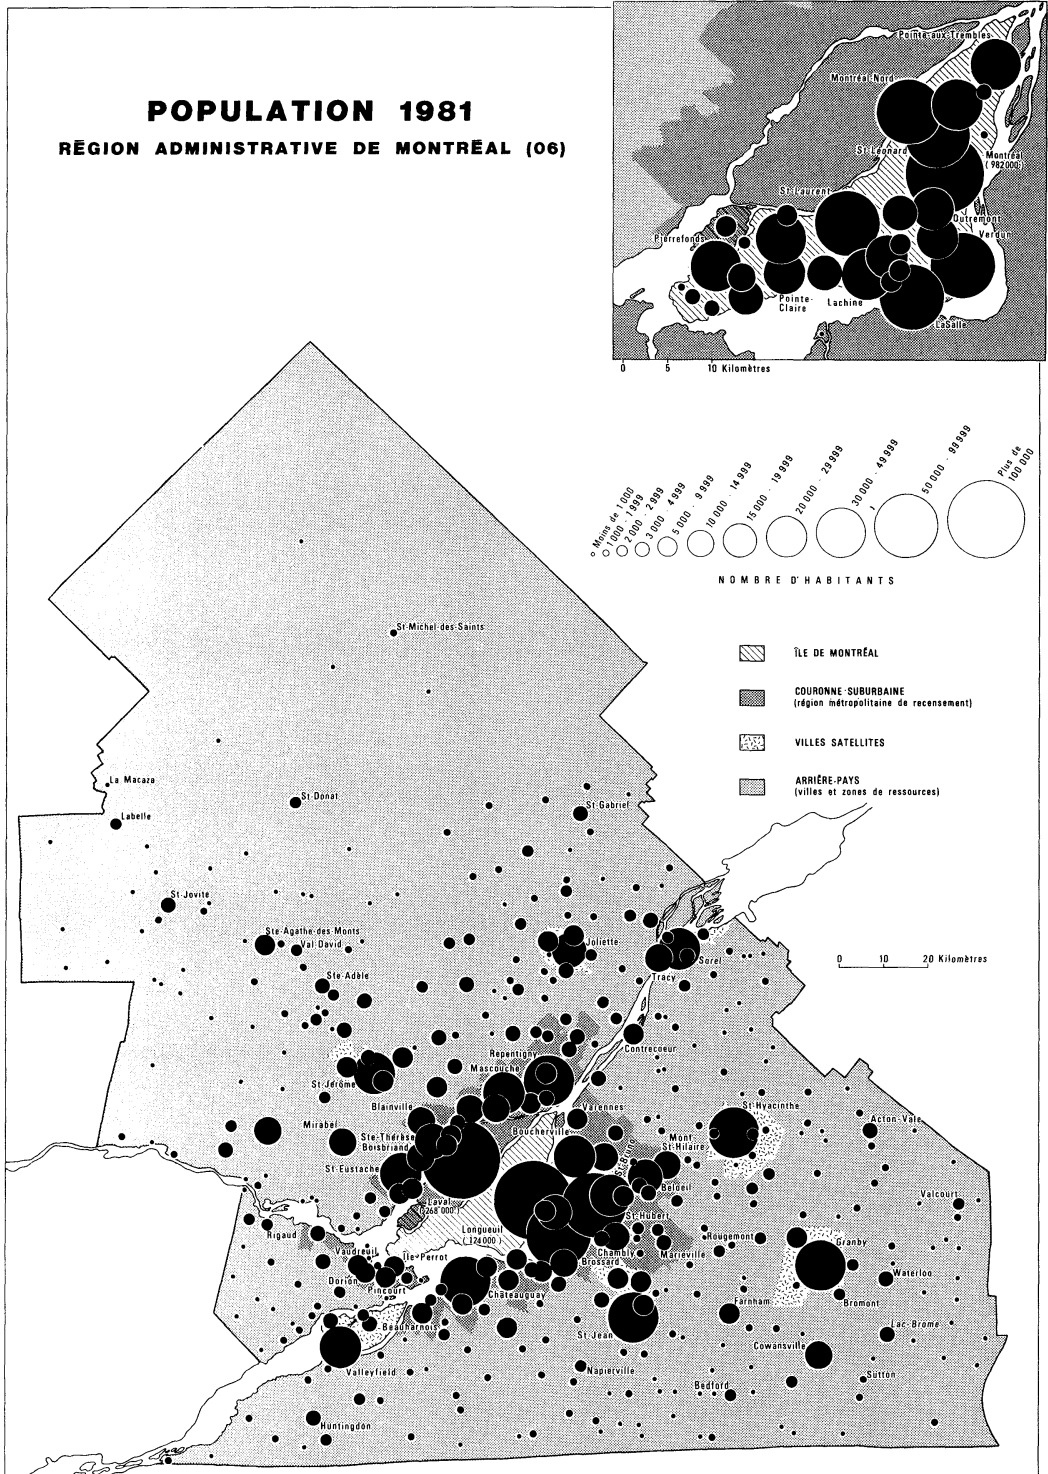 POPULATION 1981
RÉGION ADMINISTRATIVE DE MONTRÉAL (06)
Pointe-aux-Trembles
Montréal-Nord
St-Léonard
Montréal
(982000)
St-Laurent
Outremont
Verdun
Pierrefonds
Pointe-
Claire
Lachine
LaSalle
0 5 10 Kilomètres
Moins de 1 000
1 000 - 1 999
2 000 - 2 999
3 000 - 4 999
5 000 - 9 999
10 000 - 14 999
15 000 - 19 999
20 000 - 29 999
30 000 - 49 999
50 000 - 99 999
Plus de
100 000
NOMBRE D'HABITANTS
ÎLE DE MONTRÉAL
COURONNE SUBURBAINE
(région métropolitaine de recensement)
VILLES SATELLITES
ARRIÈRE-PAYS
(villes et zones de ressources)
St-Michel-des-Saints
La Macaza
St-Donat
St-Gabriel
Labelle
St-Jovite
Ste-Agathe-des-Monts
Val-David
Joliette
Sorel
0 10 20 Kilomètres
Ste-Adèle
Tracy
Contrecoeur
Repentigny
Mascouche
St-Jérôme
Blainville
Varennes
St-Hyacinthe
Acton-Vale
Mirabel
Ste-Thérèse
Boisbriand
Boucherville
Mont
St-Hilaire
St-Bruno
St-Eustache
Beloeil
Valcourt
Laval
(268 000)
St-Hubert
Longueuil
(124000)
Rigaud
Rougemont
Granby
Vaudreuil
Île-Perrot
Chambly
Marieville
Brossard
Waterloo
Dorion
Pincourt
Châteauguay
Bromont
Farnham
Beauharnois
St-Jean
Lac-Brome
Cowansville
Valleyfield
Napierville
Sutton
Bedford
Huntingdon